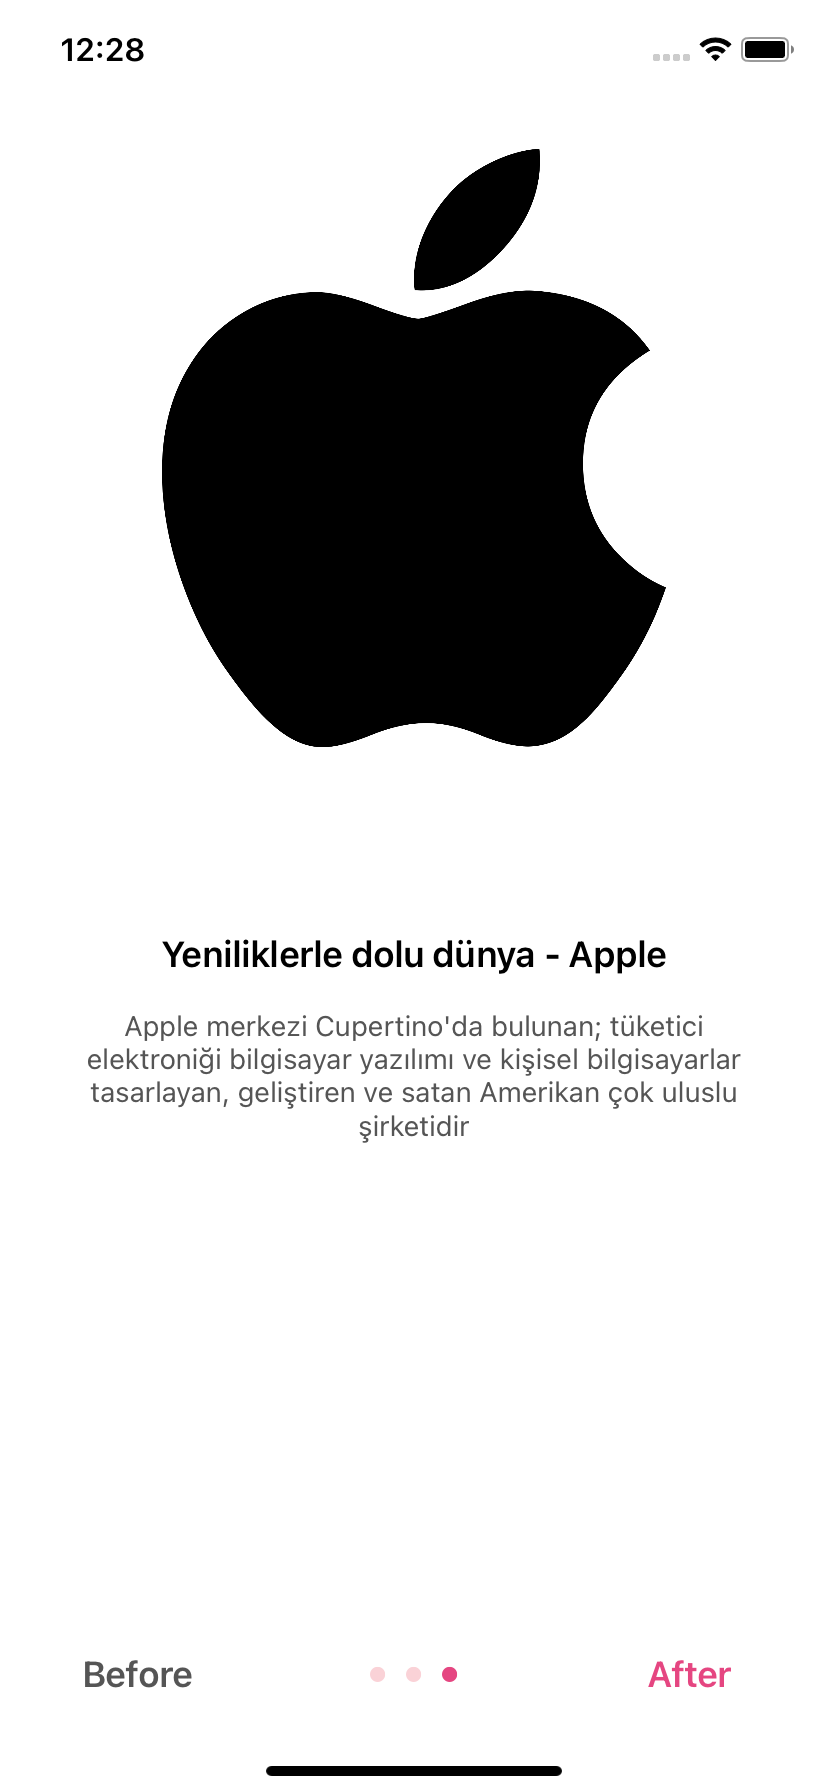 12:28
Yeniliklerle dolu dünya - Apple
Apple merkezi Cupertino'da bulunan; tüketici
elektroniği bilgisayar yazılımı ve kişisel bilgisayarlar
tasarlayan, geliştiren ve satan Amerikan çok uluslu
şirketidir
Before
After